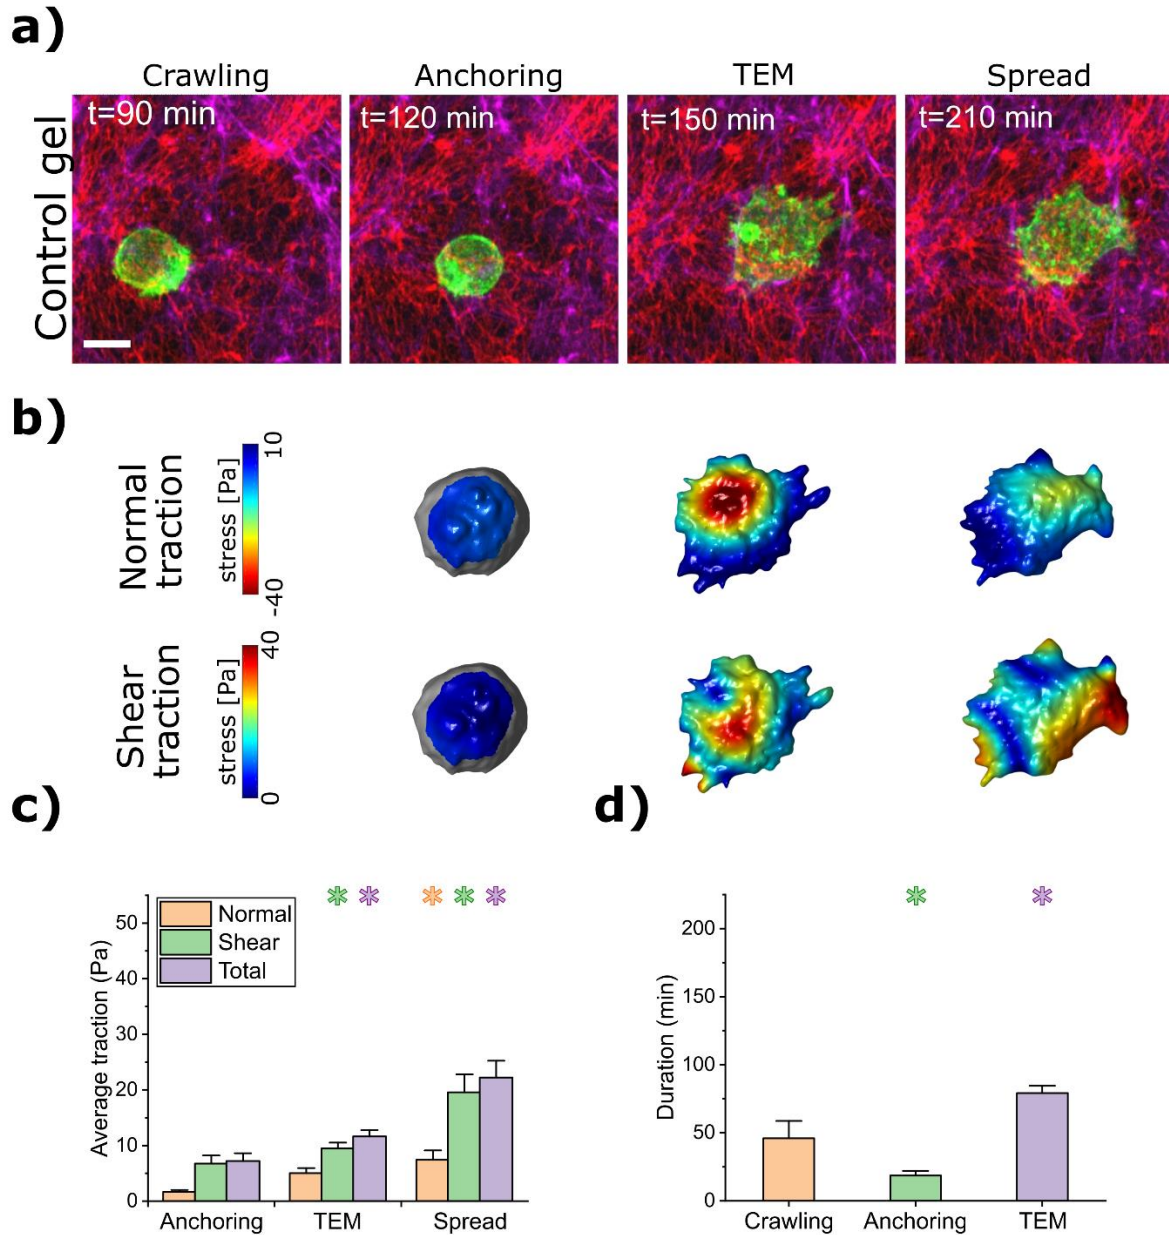 a)
Crawling
Anchoring
TEM
Spread
Control gel
t=90 min
t=120 min
t=150 min
t=210 min
b)
Normal
traction
stress [Pa]
10
-40
Shear
traction
stress [Pa]
40
0
c)
Average traction (Pa)
50
40
30
20
10
0
Normal
Shear
Total
* * * * *
Anchoring
TEM
Spread
d)
Duration (min)
200
150
100
50
0
* *
Crawling
Anchoring
TEM